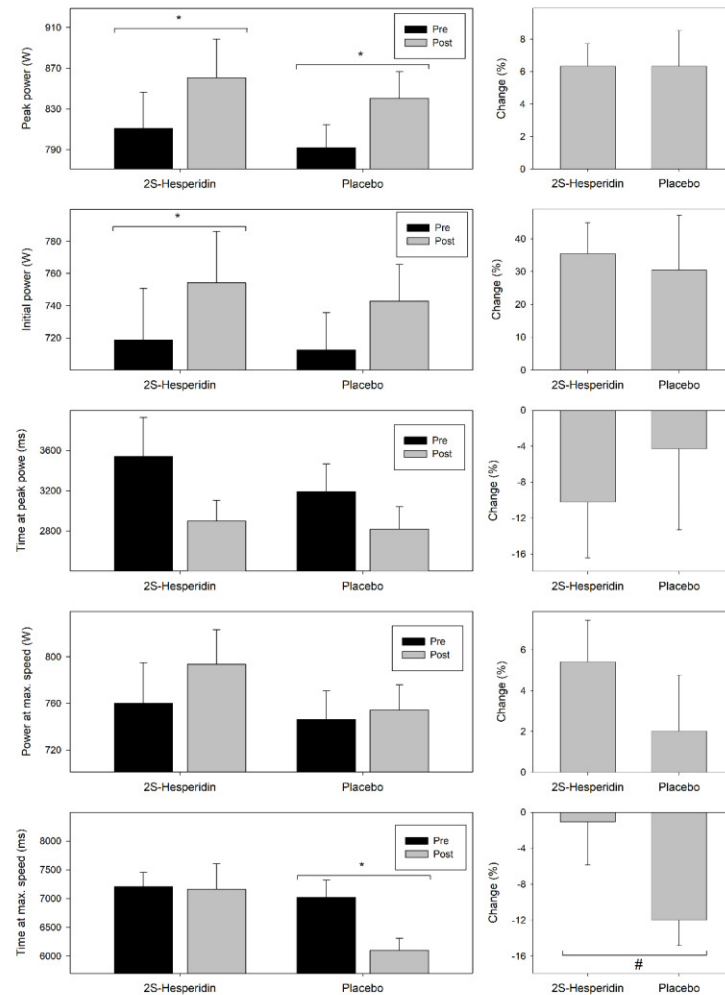 Peak power (W)
910
870
830
790
*
*
Pre
Post
2S-Hesperidin Placebo
Change (%)
8
6
4
2
0
2S-Hesperidin Placebo
Initial power (W)
780
760
740
720
*
Pre
Post
2S-Hesperidin Placebo
Change (%)
40
30
20
10
0
2S-Hesperidin Placebo
Time at peak powe (ms)
3600
3200
2800
Pre
Post
2S-Hesperidin Placebo
Change (%)
0
-4
-8
-12
-16
2S-Hesperidin Placebo
Power at max. speed (W)
800
760
720
Pre
Post
2S-Hesperidin Placebo
Change (%)
6
4
2
0
2S-Hesperidin Placebo
Time at max. speed (ms)
8000
7500
7000
6500
6000
*
Pre
Post
2S-Hesperidin Placebo
Change (%)
0
-4
-8
-12
-16
#
2S-Hesperidin Placebo